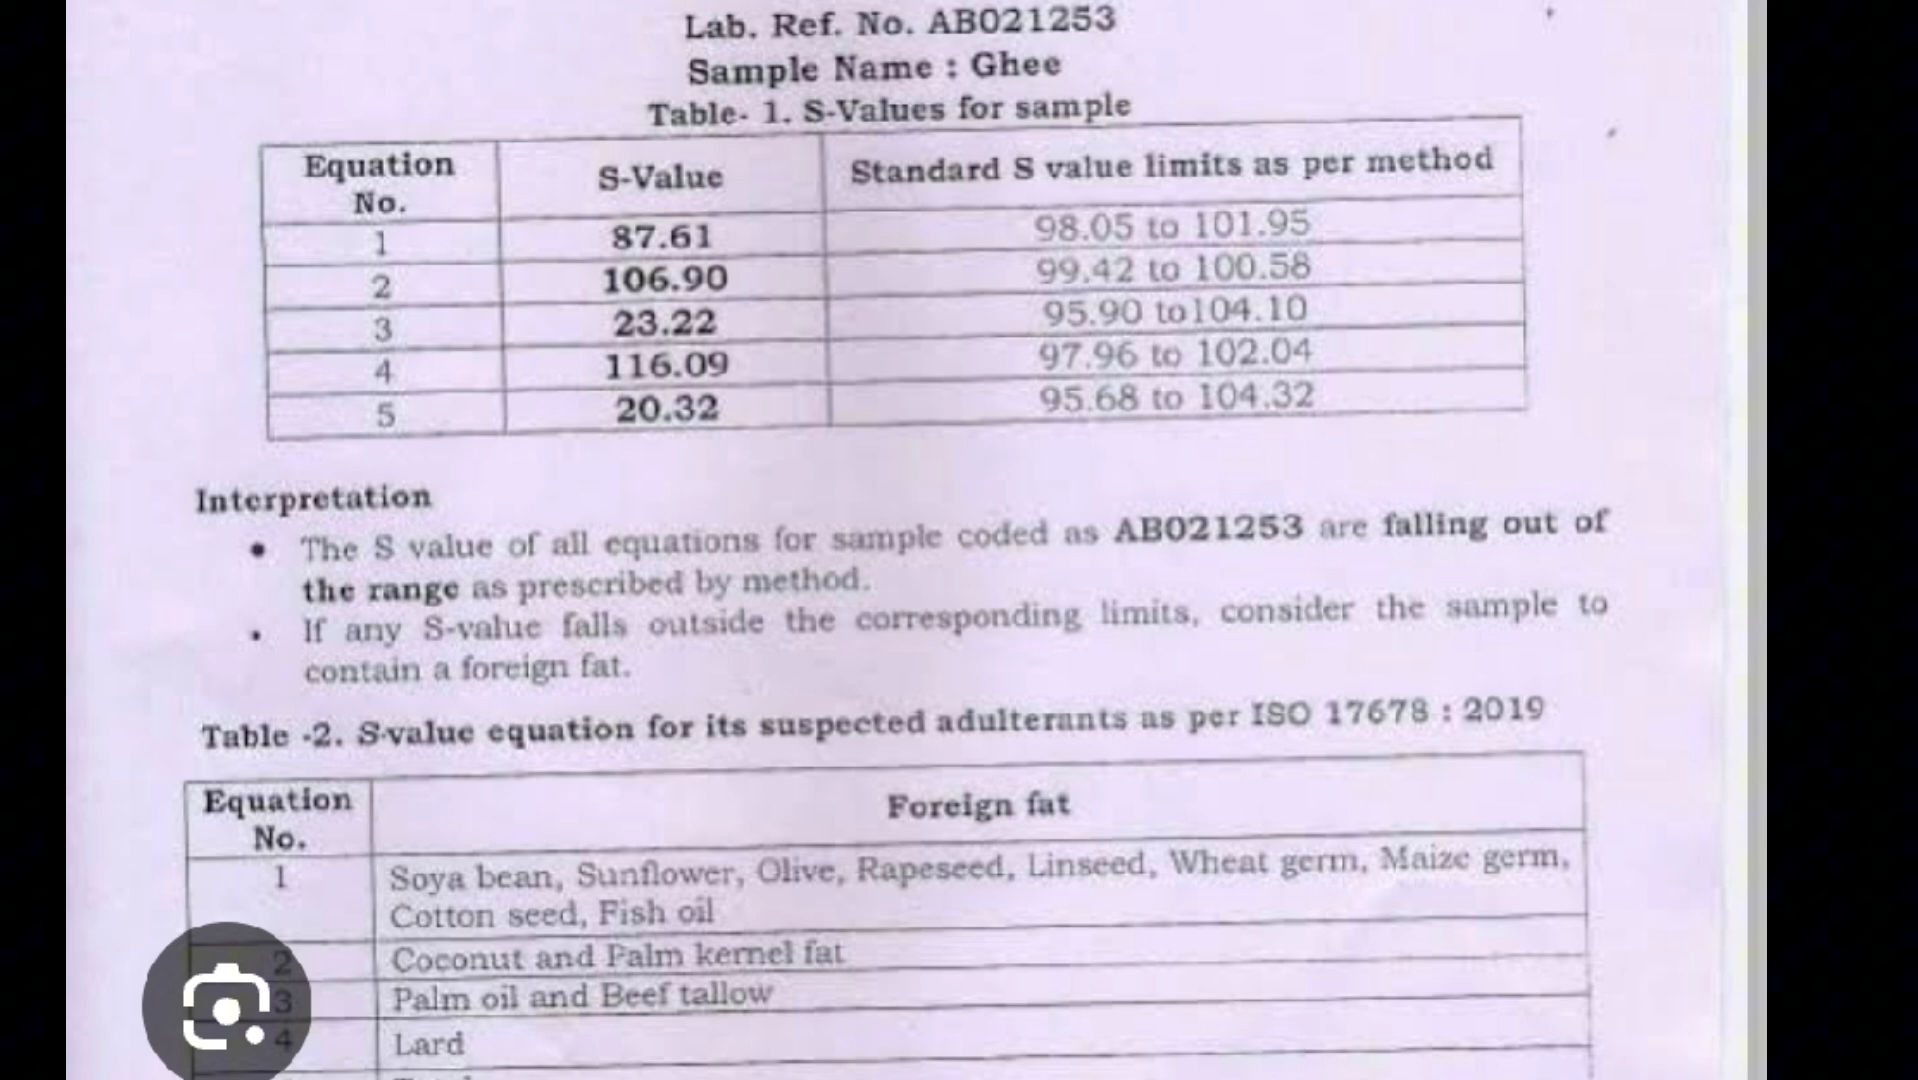 Lab. Ref. No. AB021253
Sample Name : Ghee
Table- 1. S-Values for sample
Equation No. S-Value Standard S value limits as per method
1 87.61 98.05 to 101.95
2 106.90 99.42 to 100.58
3 23.22 95.90 to104.10
4 116.09 97.96 to 102.04
5 20.32 95.68 to 104.32
Interpretation
• The S value of all equations for sample coded as AB021253 are falling out of
the range as prescribed by method.
• If any S-value falls outside the corresponding limits, consider the sample to
contain a foreign fat.
Table -2. S-value equation for its suspected adulterants as per ISO 17678 : 2019
Equation No. Foreign fat
1 Soya bean, Sunflower, Olive, Rapeseed, Linseed, Wheat germ, Maize germ,
Cotton seed, Fish oil
2 Coconut and Palm kernel fat
3 Palm oil and Beef tallow
4 Lard